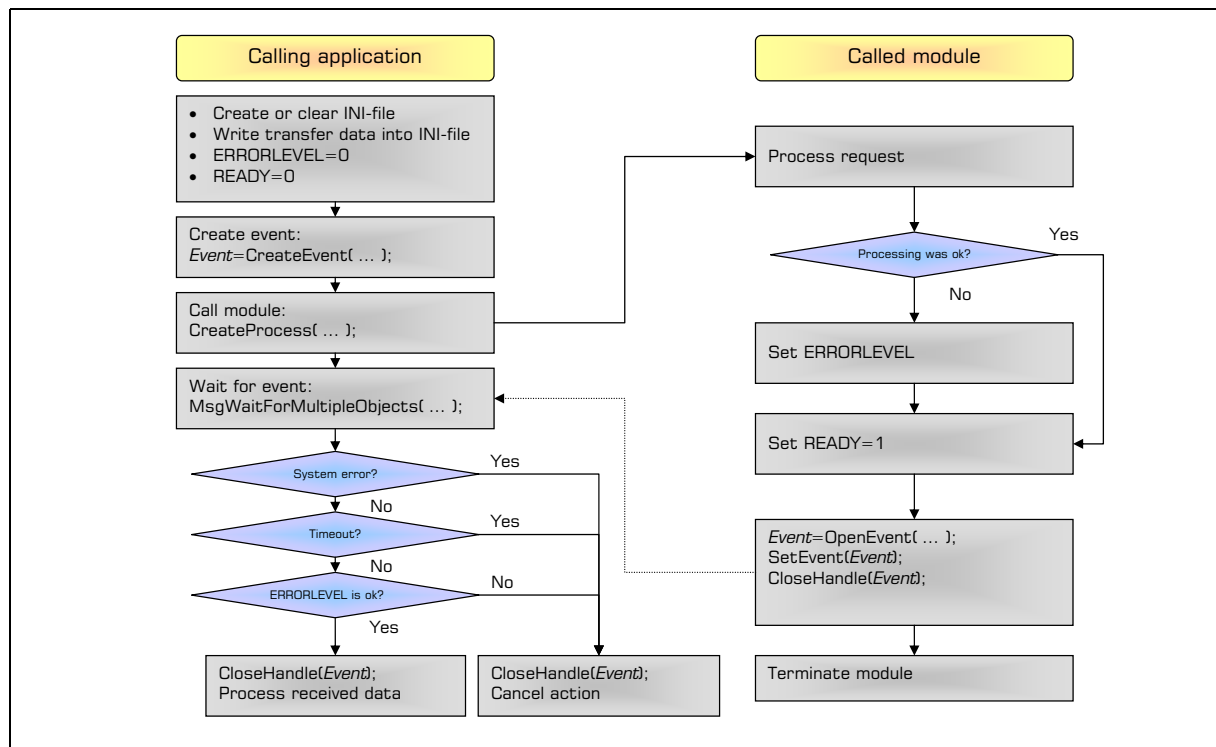 Calling application
• Create or clear INI-file
• Write transfer data into INI-file
• ERRORLEVEL=0
• READY=0
Create event:
Event=CreateEvent( ... );
Call module:
CreateProcess( ... );
Wait for event:
MsgWaitForMultipleObjects( ... );
System error?
Yes
No
Timeout?
Yes
No
ERRORLEVEL is ok?
No
Yes
CloseHandle(Event);
Process received data
CloseHandle(Event);
Cancel action
Called module
Process request
Processing was ok?
Yes
No
Set ERRORLEVEL
Set READY=1
Event=OpenEvent( ... );
SetEvent(Event);
CloseHandle(Event);
Terminate module